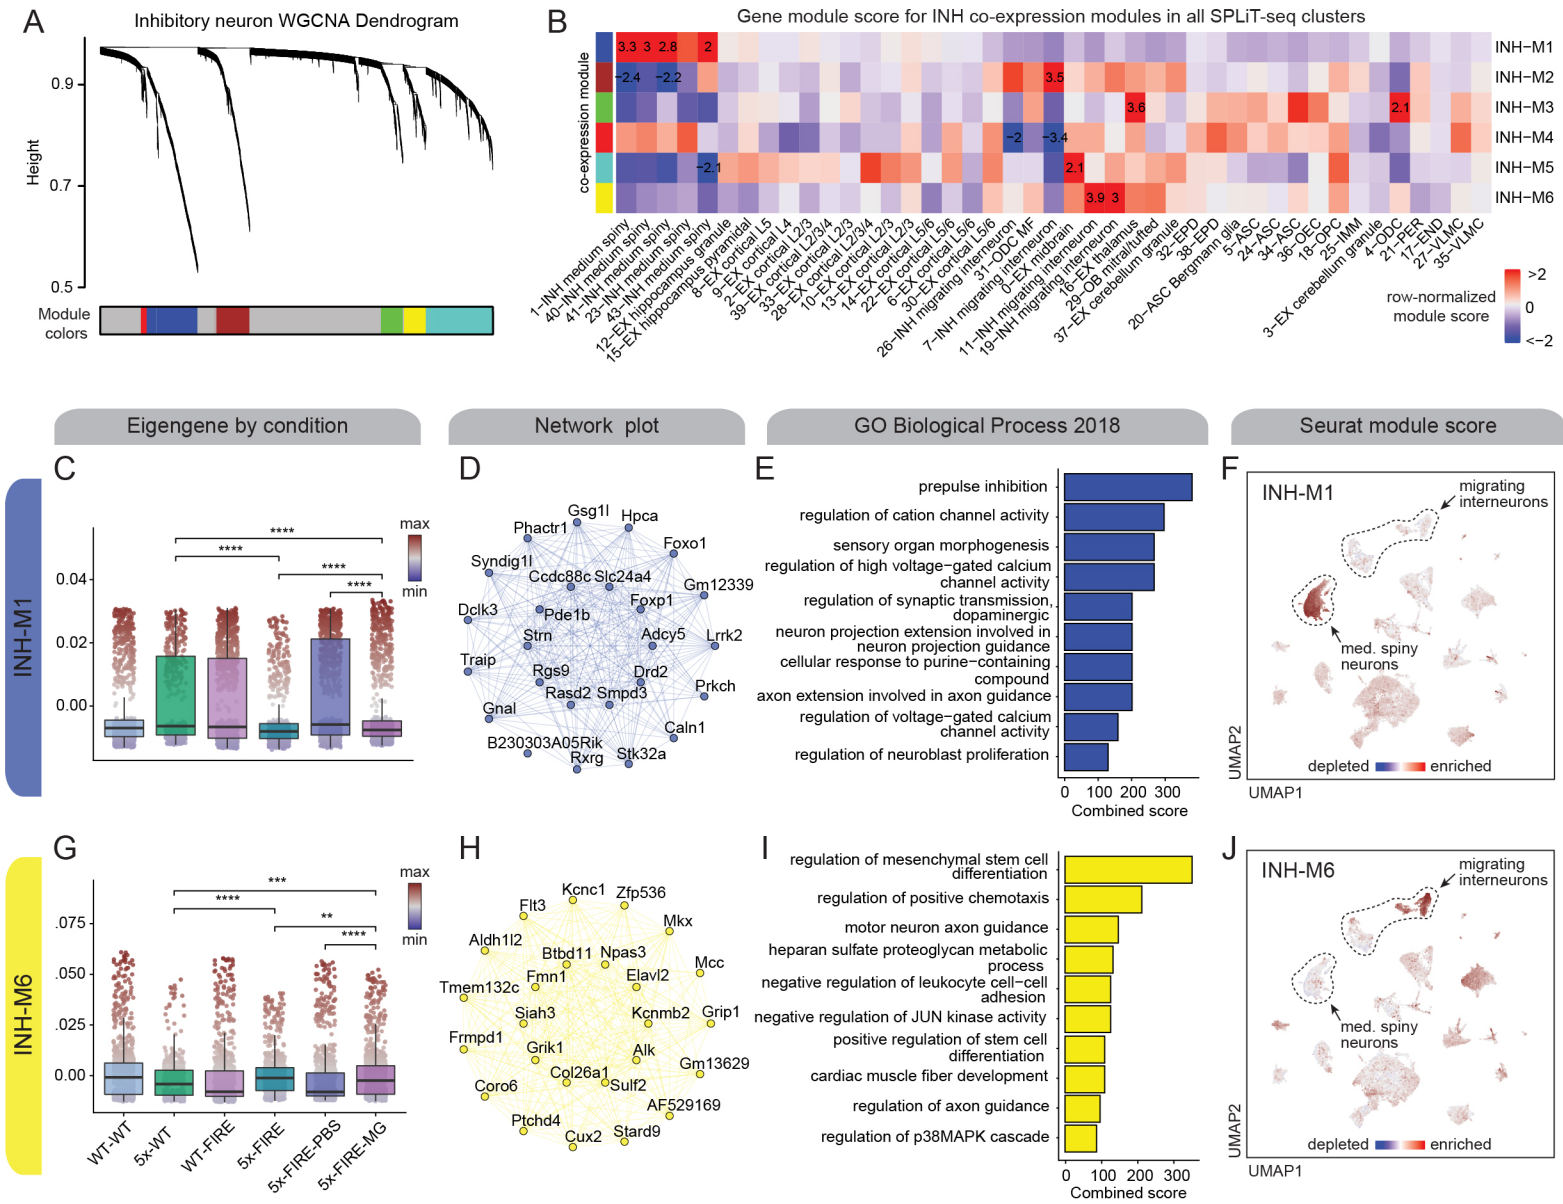 A
Inhibitory neuron WGCNA Dendrogram
Height
0.9
0.7
0.5
Module
colors
B
Gene module score for INH co-expression modules in all SPLiT-seq clusters
co-expression module
3.3 3 2.8 2
INH−M1
−2.4 −2.2 3.5
INH−M2
3.6 2.1
INH−M3
−2 −3.4
INH−M4
−2.1 2.1
INH−M5
3.9 3
INH−M6
1−INH medium spiny
40−INH medium spiny
41−INH medium spiny
23−INH medium spiny
43−INH medium spiny
12−EX hippocampus granule
15−EX hippocampus pyramidal
8−EX cortical L5
9−EX cortical L4
2−EX cortical L2/3
39−EX cortical L2/3/4
33−EX cortical L2/3
28−EX cortical L2/3/4
10−EX cortical L2/3
13−EX cortical L2/3
14−EX cortical L5/6
22−EX cortical L5/6
6−EX cortical L5/6
30−EX cortical L5/6
26−INH migrating interneuron
31−ODC MF
7−INH migrating interneuron
0−EX midbrain
11−INH migrating interneuron
19−INH migrating interneuron
16−EX thalamus
29−OB mitral/tufted
37−EX cerebellum granule
32−EPD
38−EPD
20−ASC Bergmann glia
5−ASC
24−ASC
34−ASC
36−OEC
18−OPC
25−IMM
3−EX cerebellum granule
4−ODC
21−PER
17−END
27−VLMC
35−VLMC
row-normalized
module score
>2
0
<−2
Eigengene by condition
Network plot
GO Biological Process 2018
Seurat module score
INH-M1
C
0.04
0.02
0.00
****
****
****
****
max
min
D
Gsg1l
Hpca
Phactr1
Foxo1
Syndig1l
Ccdc88c
Slc24a4
Gm12339
Dclk3
Pde1b
Foxp1
Strn
Adcy5
Lrrk2
Traip
Rgs9
Drd2
Rasd2
Smpd3
Prkch
Gnal
Caln1
B230303A05Rik
Rxrg
Stk32a
E
prepulse inhibition
regulation of cation channel activity
sensory organ morphogenesis
regulation of high voltage−gated calcium
channel activity
regulation of synaptic transmission,
dopaminergic
neuron projection extension involved in
neuron projection guidance
cellular response to purine−containing
compound
axon extension involved in axon guidance
regulation of voltage−gated calcium
channel activity
regulation of neuroblast proliferation
0 100 200 300
Combined score
F
INH-M1
migrating
interneurons
med. spiny
neurons
depleted
enriched
UMAP2
UMAP1
INH-M6
G
.075
.050
.025
0.00
***
****
**
****
max
min
WT-WT
5x-WT
WT-FIRE
5x-FIRE
5x-FIRE-PBS
5x-FIRE-MG
H
Kcnc1
Zfp536
Flt3
Mkx
Aldh1l2
Btbd11
Npas3
Mcc
Fmn1
Elavl2
Tmem132c
Siah3
Kcnmb2
Grip1
Frmpd1
Grik1
Alk
Gm13629
Col26a1
Sulf2
Coro6
AF529169
Ptchd4
Cux2
Stard9
I
regulation of mesenchymal stem cell
differentiation
regulation of positive chemotaxis
motor neuron axon guidance
heparan sulfate proteoglycan metabolic
process
negative regulation of leukocyte cell−cell
adhesion
negative regulation of JUN kinase activity
positive regulation of stem cell
differentiation
cardiac muscle fiber development
regulation of axon guidance
regulation of p38MAPK cascade
0 100 200 300
Combined score
J
INH-M6
migrating
interneurons
med. spiny
neurons
depleted
enriched
UMAP2
UMAP1